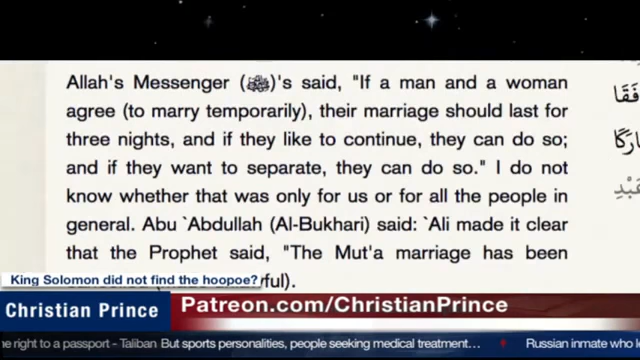 Allah's Messenger (ﷺ)'s said, "If a man and a woman
agree (to marry temporarily), their marriage should last for
three nights, and if they like to continue, they can do so;
and if they want to separate, they can do so." I do not
know whether that was only for us or for all the people in
general. Abu `Abdullah (Al-Bukhari) said: `Ali made it clear
that the Prophet said, "The Mut'a marriage has been
King Solomon did not find the hoopoe?
Christian Prince
Patreon.com/ChristianPrince
he right to a passport - Taliban But sports personalities, people seeking medical treatment… Russian inmate who l